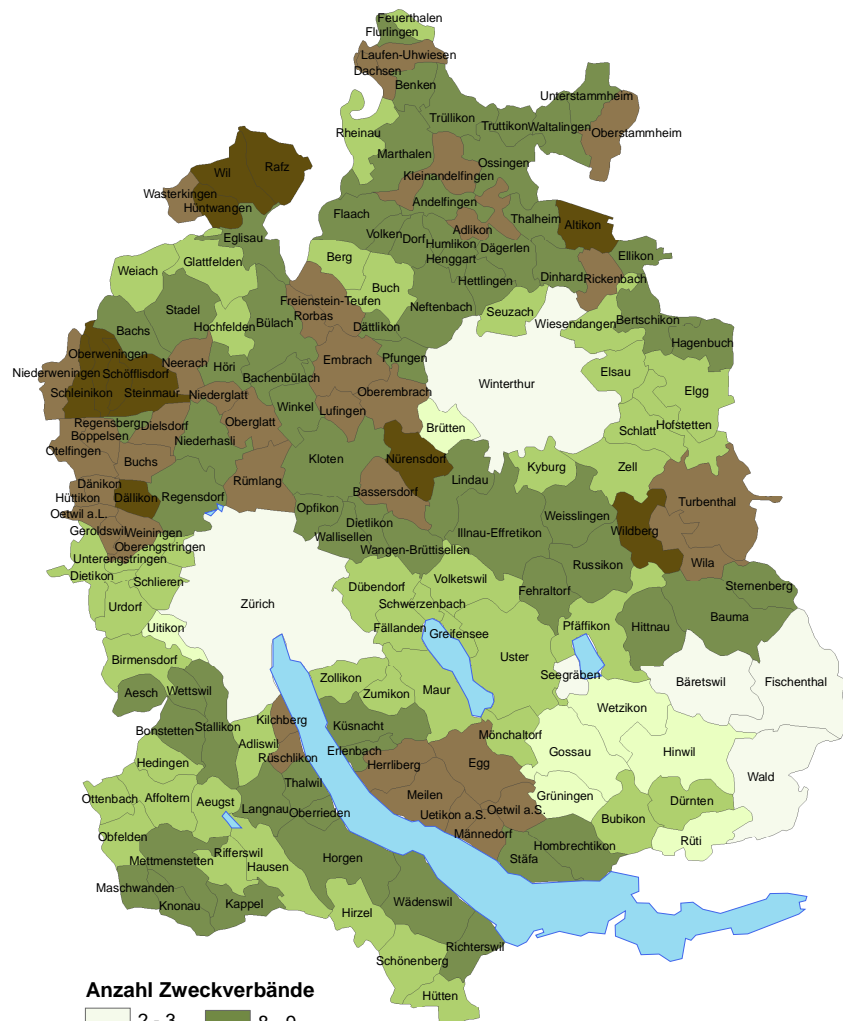 Feuerthalen
Flurlingen
Laufen-Uhwiesen
Dachsen
Benken
Unterstammheim
Trüllikon
Truttikon
Waltalingen
Rheinau
Oberstammheim
Marthalen
Ossingen
Wil
Rafz
Kleinandelfingen
Wasterkingen
Hüntwangen
Andelfingen
Flaach
Thalheim
Altikon
Adlikon
Eglisau
Volken
Dorf
Humlikon
Dägerlen
Henggart
Ellikon
Glattfelden
Berg
Weiach
Dinhard
Rickenbach
Hettlingen
Buch
Freienstein-Teufen
Neftenbach
Stadel
Rorbas
Seuzach
Wiesendangen
Bertschikon
Hochfelden
Bülach
Dättlikon
Bachs
Hagenbuch
Oberweningen
Pfungen
Embrach
Neerach
Höri
Niederweningen
Schöfflisdorf
Elsau
Bachenbülach
Winterthur
Elgg
Schleinikon
Steinmaur
Niederglatt
Oberembrach
Winkel
Lufingen
Regensberg
Dielsdorf
Oberglatt
Brütten
Hofstetten
Schlatt
Boppelsen
Niederhasli
Nürensdorf
Otelfingen
Buchs
Kloten
Kyburg
Zell
Lindau
Dänikon
Rümlang
Hüttikon
Dällikon
Regensdorf
Bassersdorf
Turbenthal
Oetwil a.L.
Opfikon
Weisslingen
Dietlikon
Geroldswil
Weiningen
Wallisellen
Illnau-Effretikon
Wildberg
Oberengstringen
Wangen-Brüttisellen
Unterengstringen
Wila
Russikon
Dietikon
Schlieren
Volketswil
Dübendorf
Fehraltorf
Sternenberg
Zürich
Schwerzenbach
Urdorf
Bauma
Uitikon
Fällanden
Greifensee
Pfäffikon
Hittnau
Birmensdorf
Uster
Zollikon
Seegräben
Bäretswil
Fischenthal
Aesch
Wettswil
Zumikon
Maur
Wetzikon
Kilchberg
Bonstetten
Stallikon
Küsnacht
Mönchaltorf
Adliswil
Erlenbach
Gossau
Hinwil
Rüschlikon
Hedingen
Herrliberg
Egg
Wald
Thalwil
Ottenbach
Affoltern
Aeugst
Meilen
Grüningen
Dürnten
Langnau
Oberrieden
Uetikon a.S.
Oetwil a.S.
Bubikon
Obfelden
Männedorf
Rüti
Hombrechtikon
Rifferswil
Mettmenstetten
Hausen
Horgen
Stäfa
Maschwanden
Wädenswil
Knonau
Kappel
Hirzel
Richterswil
Schönenberg
Hütten
Anzahl Zweckverbände
2 - 3
8 - 9